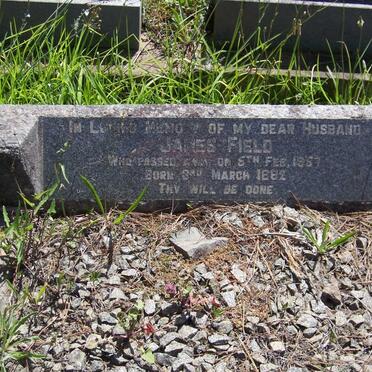 In Loving Memory of my dear Husband
James Field
Who passed away on 5th Feb. 1957
Born 3rd March 1882
Thy will be done